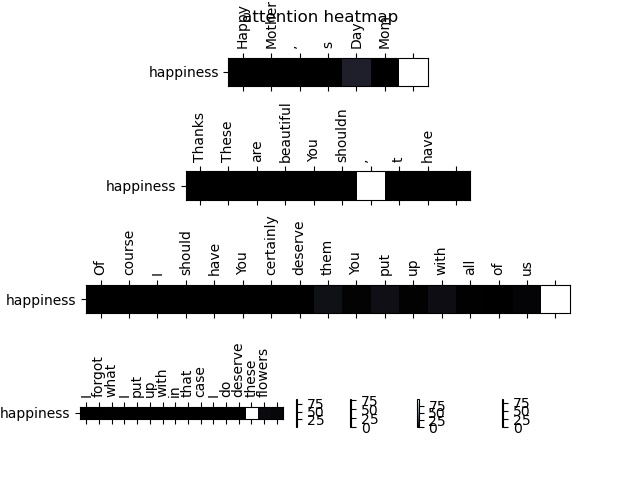 attention heatmap
Happy Mother ' s Day Mom
happiness
Thanks These are beautiful You shouldn ' t have
happiness
Of course I should have You certainly deserve them You put up with all of us
happiness
I forgot what I put up with in that case I do deserve these flowers
happiness
75 50 25
75 50 25 0
75 50 25 0
75 50 25 0